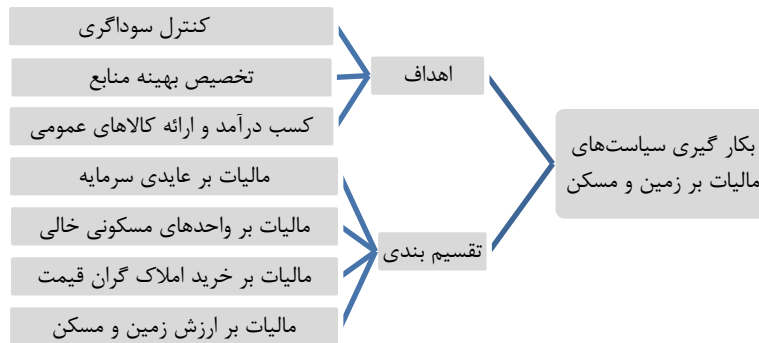 بکار گیری سیاست‌های
مالیات بر زمین و مسکن
اهداف
کنترل سوداگری
تخصیص بهینه منابع
کسب درآمد و ارائه کالاهای عمومی
تقسیم بندی
مالیات بر عایدی سرمایه
مالیات بر واحدهای مسکونی خالی
مالیات بر خرید املاک گران قیمت
مالیات بر ارزش زمین و مسکن